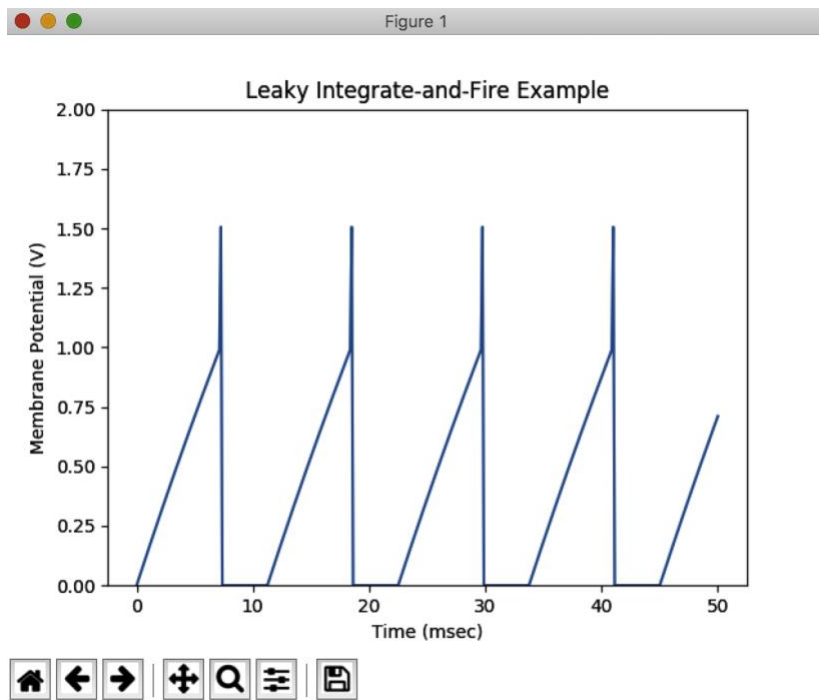 Figure 1
Leaky Integrate-and-Fire Example
2.00
1.75
1.50
1.25
1.00
0.75
0.50
0.25
0.00
Membrane Potential (V)
0 10 20 30 40 50
Time (msec)